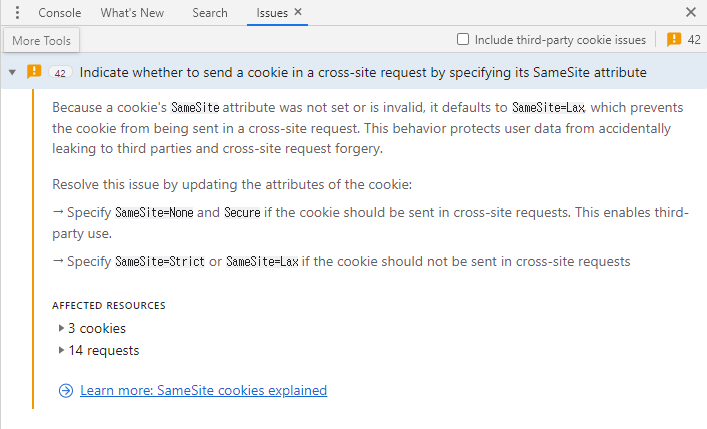 Console What's New Search Issues
More Tools Include third-party cookie issues 42
42 Indicate whether to send a cookie in a cross-site request by specifying its SameSite attribute
Because a cookie's SameSite attribute was not set or is invalid, it defaults to SameSite=Lax, which prevents
the cookie from being sent in a cross-site request. This behavior protects user data from accidentally
leaking to third parties and cross-site request forgery.
Resolve this issue by updating the attributes of the cookie:
→ Specify SameSite=None and Secure if the cookie should be sent in cross-site requests. This enables third-
party use.
→ Specify SameSite=Strict or SameSite=Lax if the cookie should not be sent in cross-site requests
AFFECTED RESOURCES
3 cookies
14 requests
Learn more: SameSite cookies explained